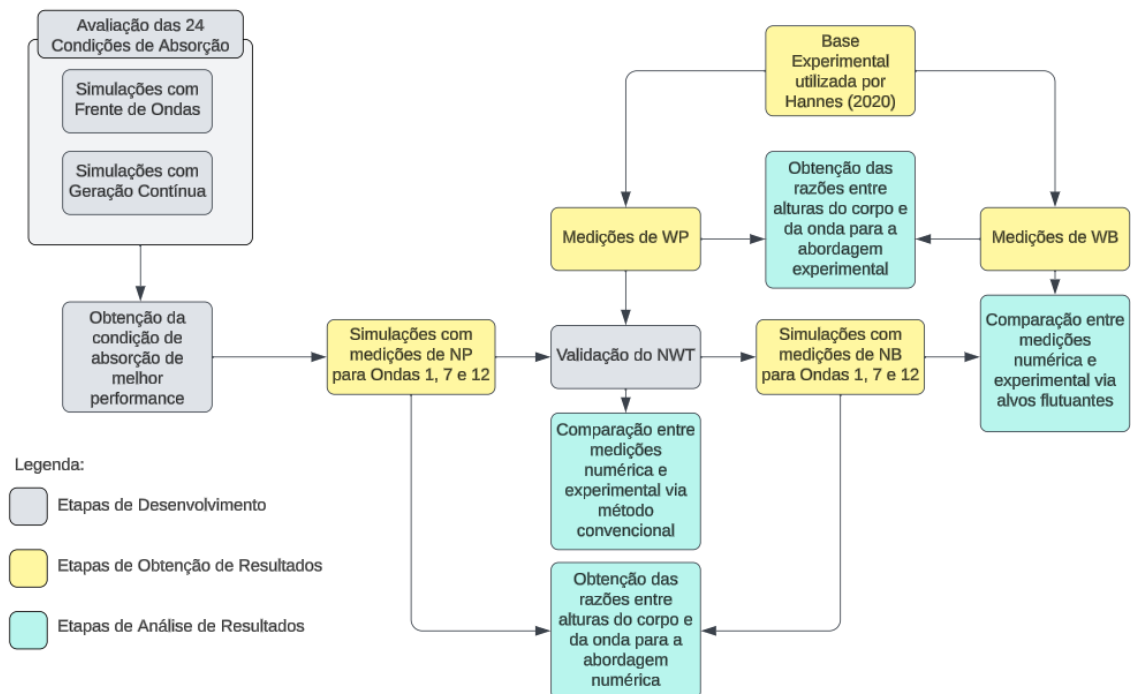 Avaliação das 24
Condições de Absorção
Simulações com
Frente de Ondas
Simulações com
Geração Contínua
Obtenção da
condição de
absorção de
melhor
performance
Base
Experimental
utilizada por
Hannes (2020)
Medições de WP
Obtenção das
razões entre
alturas do corpo e
da onda para a
abordagem
experimental
Medições de WB
Simulações com
medições de NP
para Ondas 1, 7 e 12
Validação do NWT
Simulações com
medições de NB
para Ondas 1, 7 e 12
Comparação entre
medições
numérica e
experimental via
alvos flutuantes
Comparação entre
medições
numérica e
experimental via
método
convencional
Obtenção das
razões entre
alturas do corpo e
da onda para a
abordagem
numérica
Legenda:
Etapas de Desenvolvimento
Etapas de Obtenção de Resultados
Etapas de Análise de Resultados